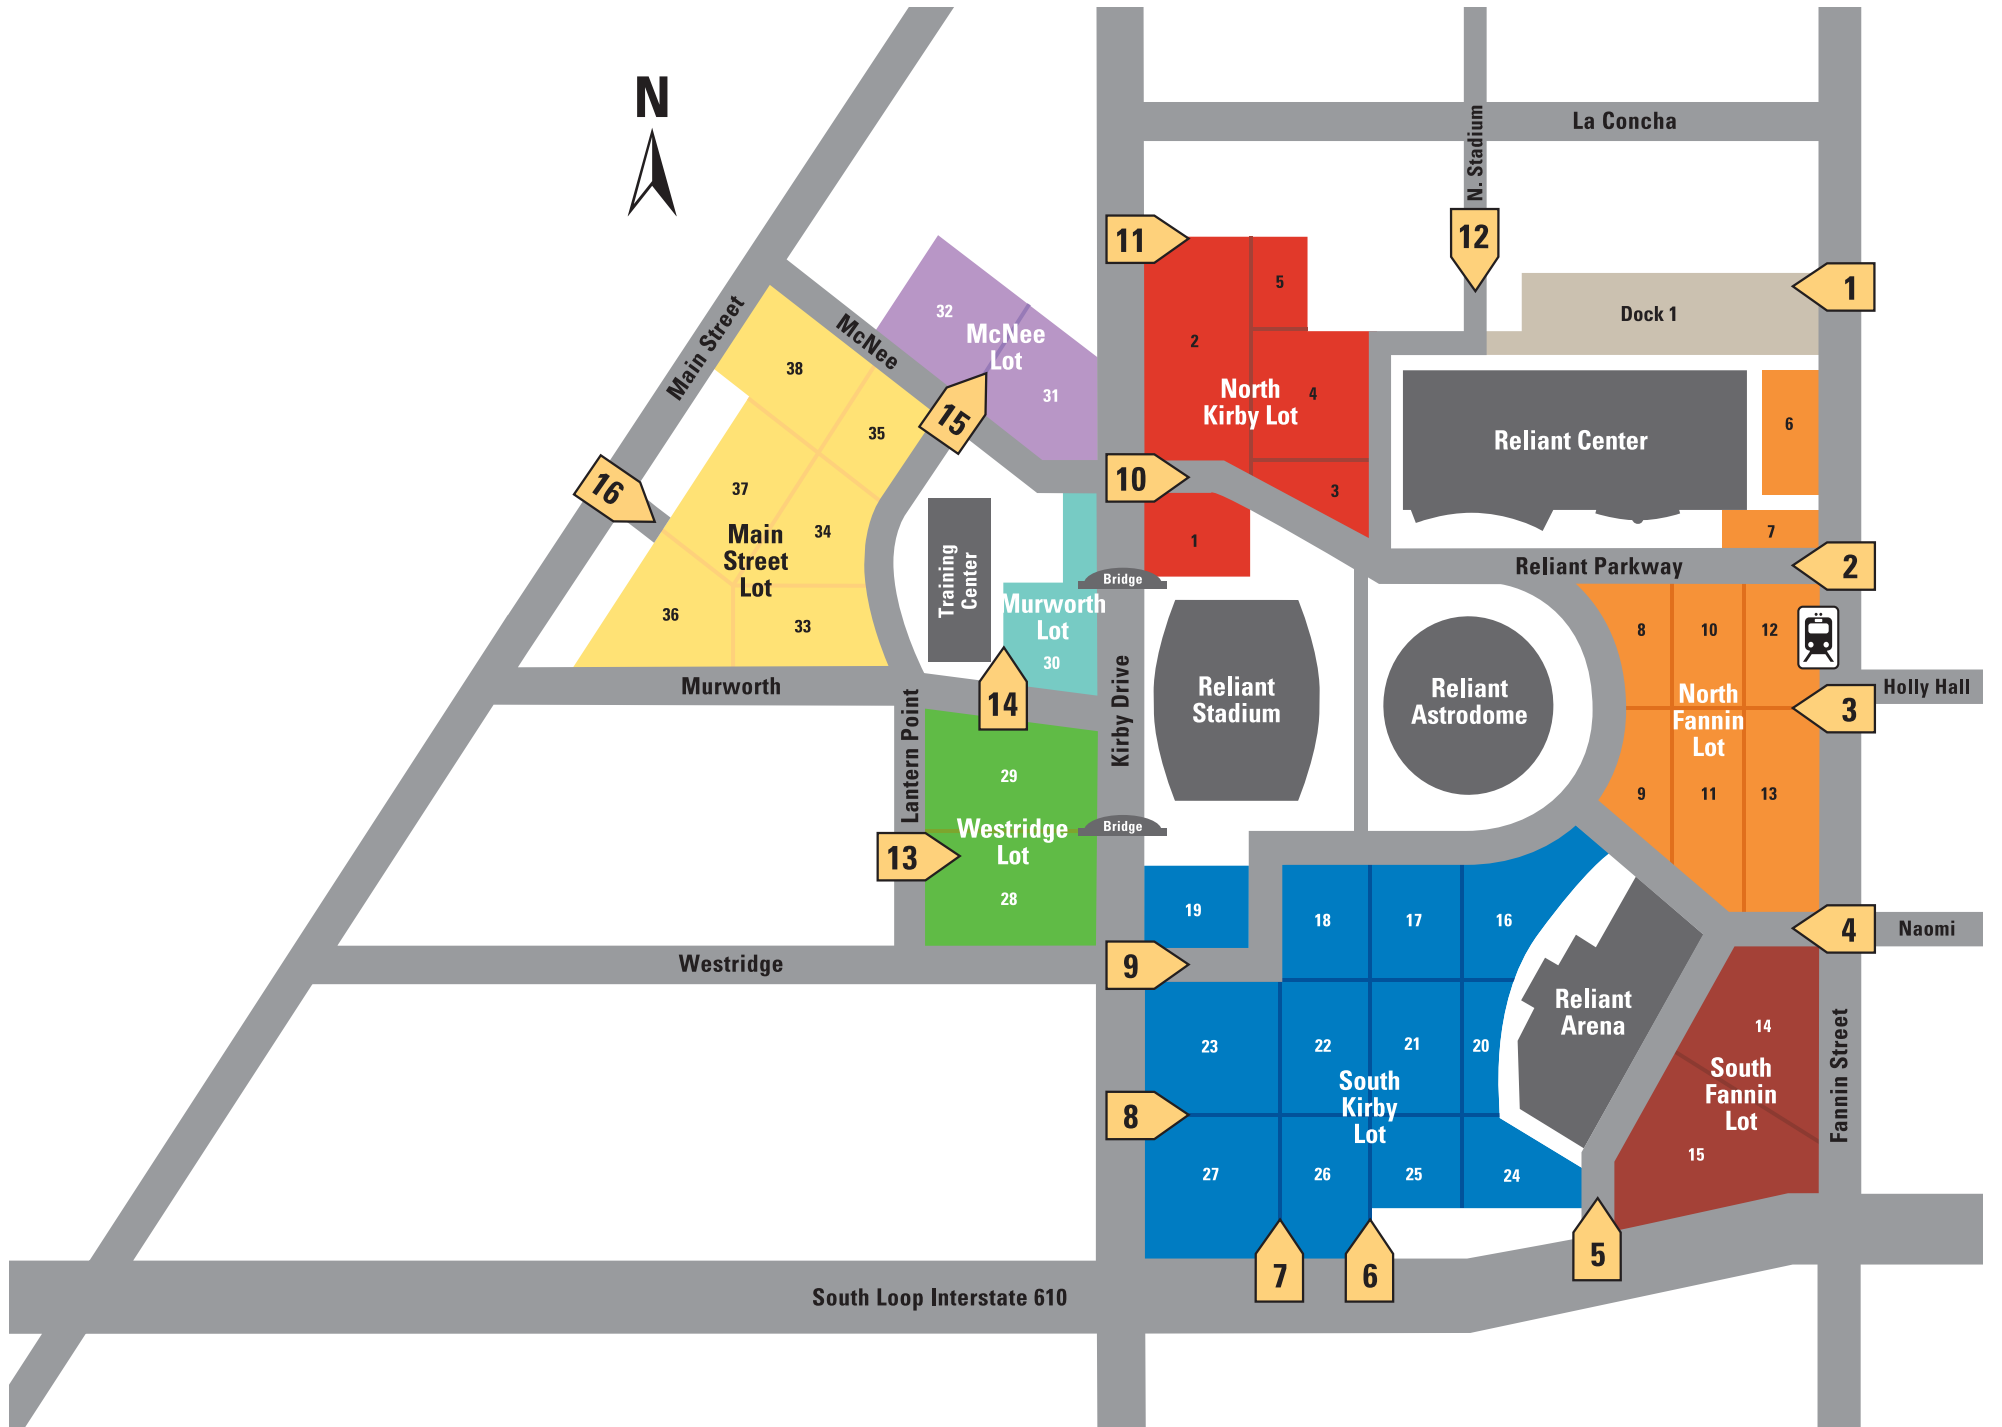 N
La Concha
N. Stadium
11
12
1
5
Dock 1
32
McNee
Lot
2
Main Street
McNee
38
31
North
Kirby Lot
4
6
15
35
Reliant Center
16
37
10
3
Main
Street
Lot
34
1
7
Training
Center
Bridge
Reliant Parkway
2
Murworth
Lot
30
36
33
8
10
12
Murworth
Lantern Point
14
Kirby Drive
Reliant
Stadium
Reliant
Astrodome
North
Fannin
Lot
3
Holly Hall
29
9
11
13
Westridge
Lot
Bridge
13
28
19
18
17
16
4
Naomi
Westridge
9
Reliant
Arena
23
22
21
20
14
South
Kirby
Lot
South
Fannin
Lot
Fannin Street
8
27
26
25
24
15
7
6
5
South Loop Interstate 610